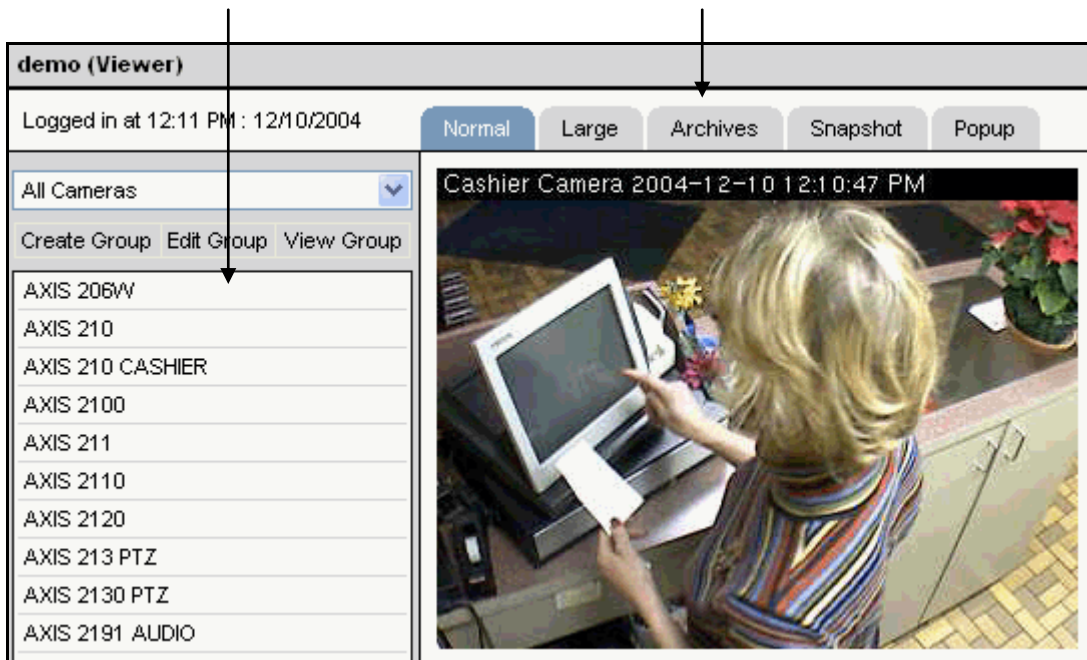 demo (Viewer)
Logged in at 12:11 PM : 12/10/2004
Normal
Large
Archives
Snapshot
Popup
All Cameras
Create Group
Edit Group
View Group
AXIS 206W
AXIS 210
AXIS 210 CASHIER
AXIS 2100
AXIS 211
AXIS 2110
AXIS 2120
AXIS 213 PTZ
AXIS 2130 PTZ
AXIS 2191 AUDIO
Cashier Camera 2004-12-10 12:10:47 PM